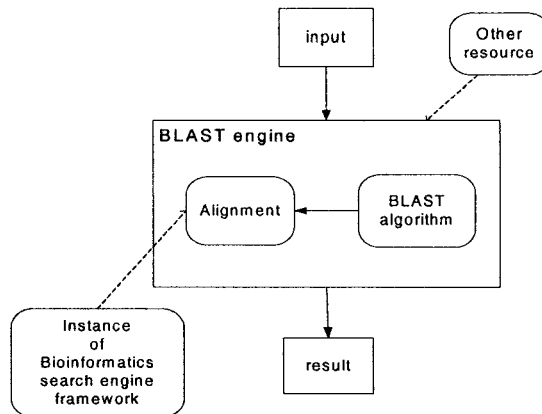 input
Other
resource
BLAST engine
Alignment
BLAST
algorithm
Instance
of
Bioinformatics
search engine
framework
result